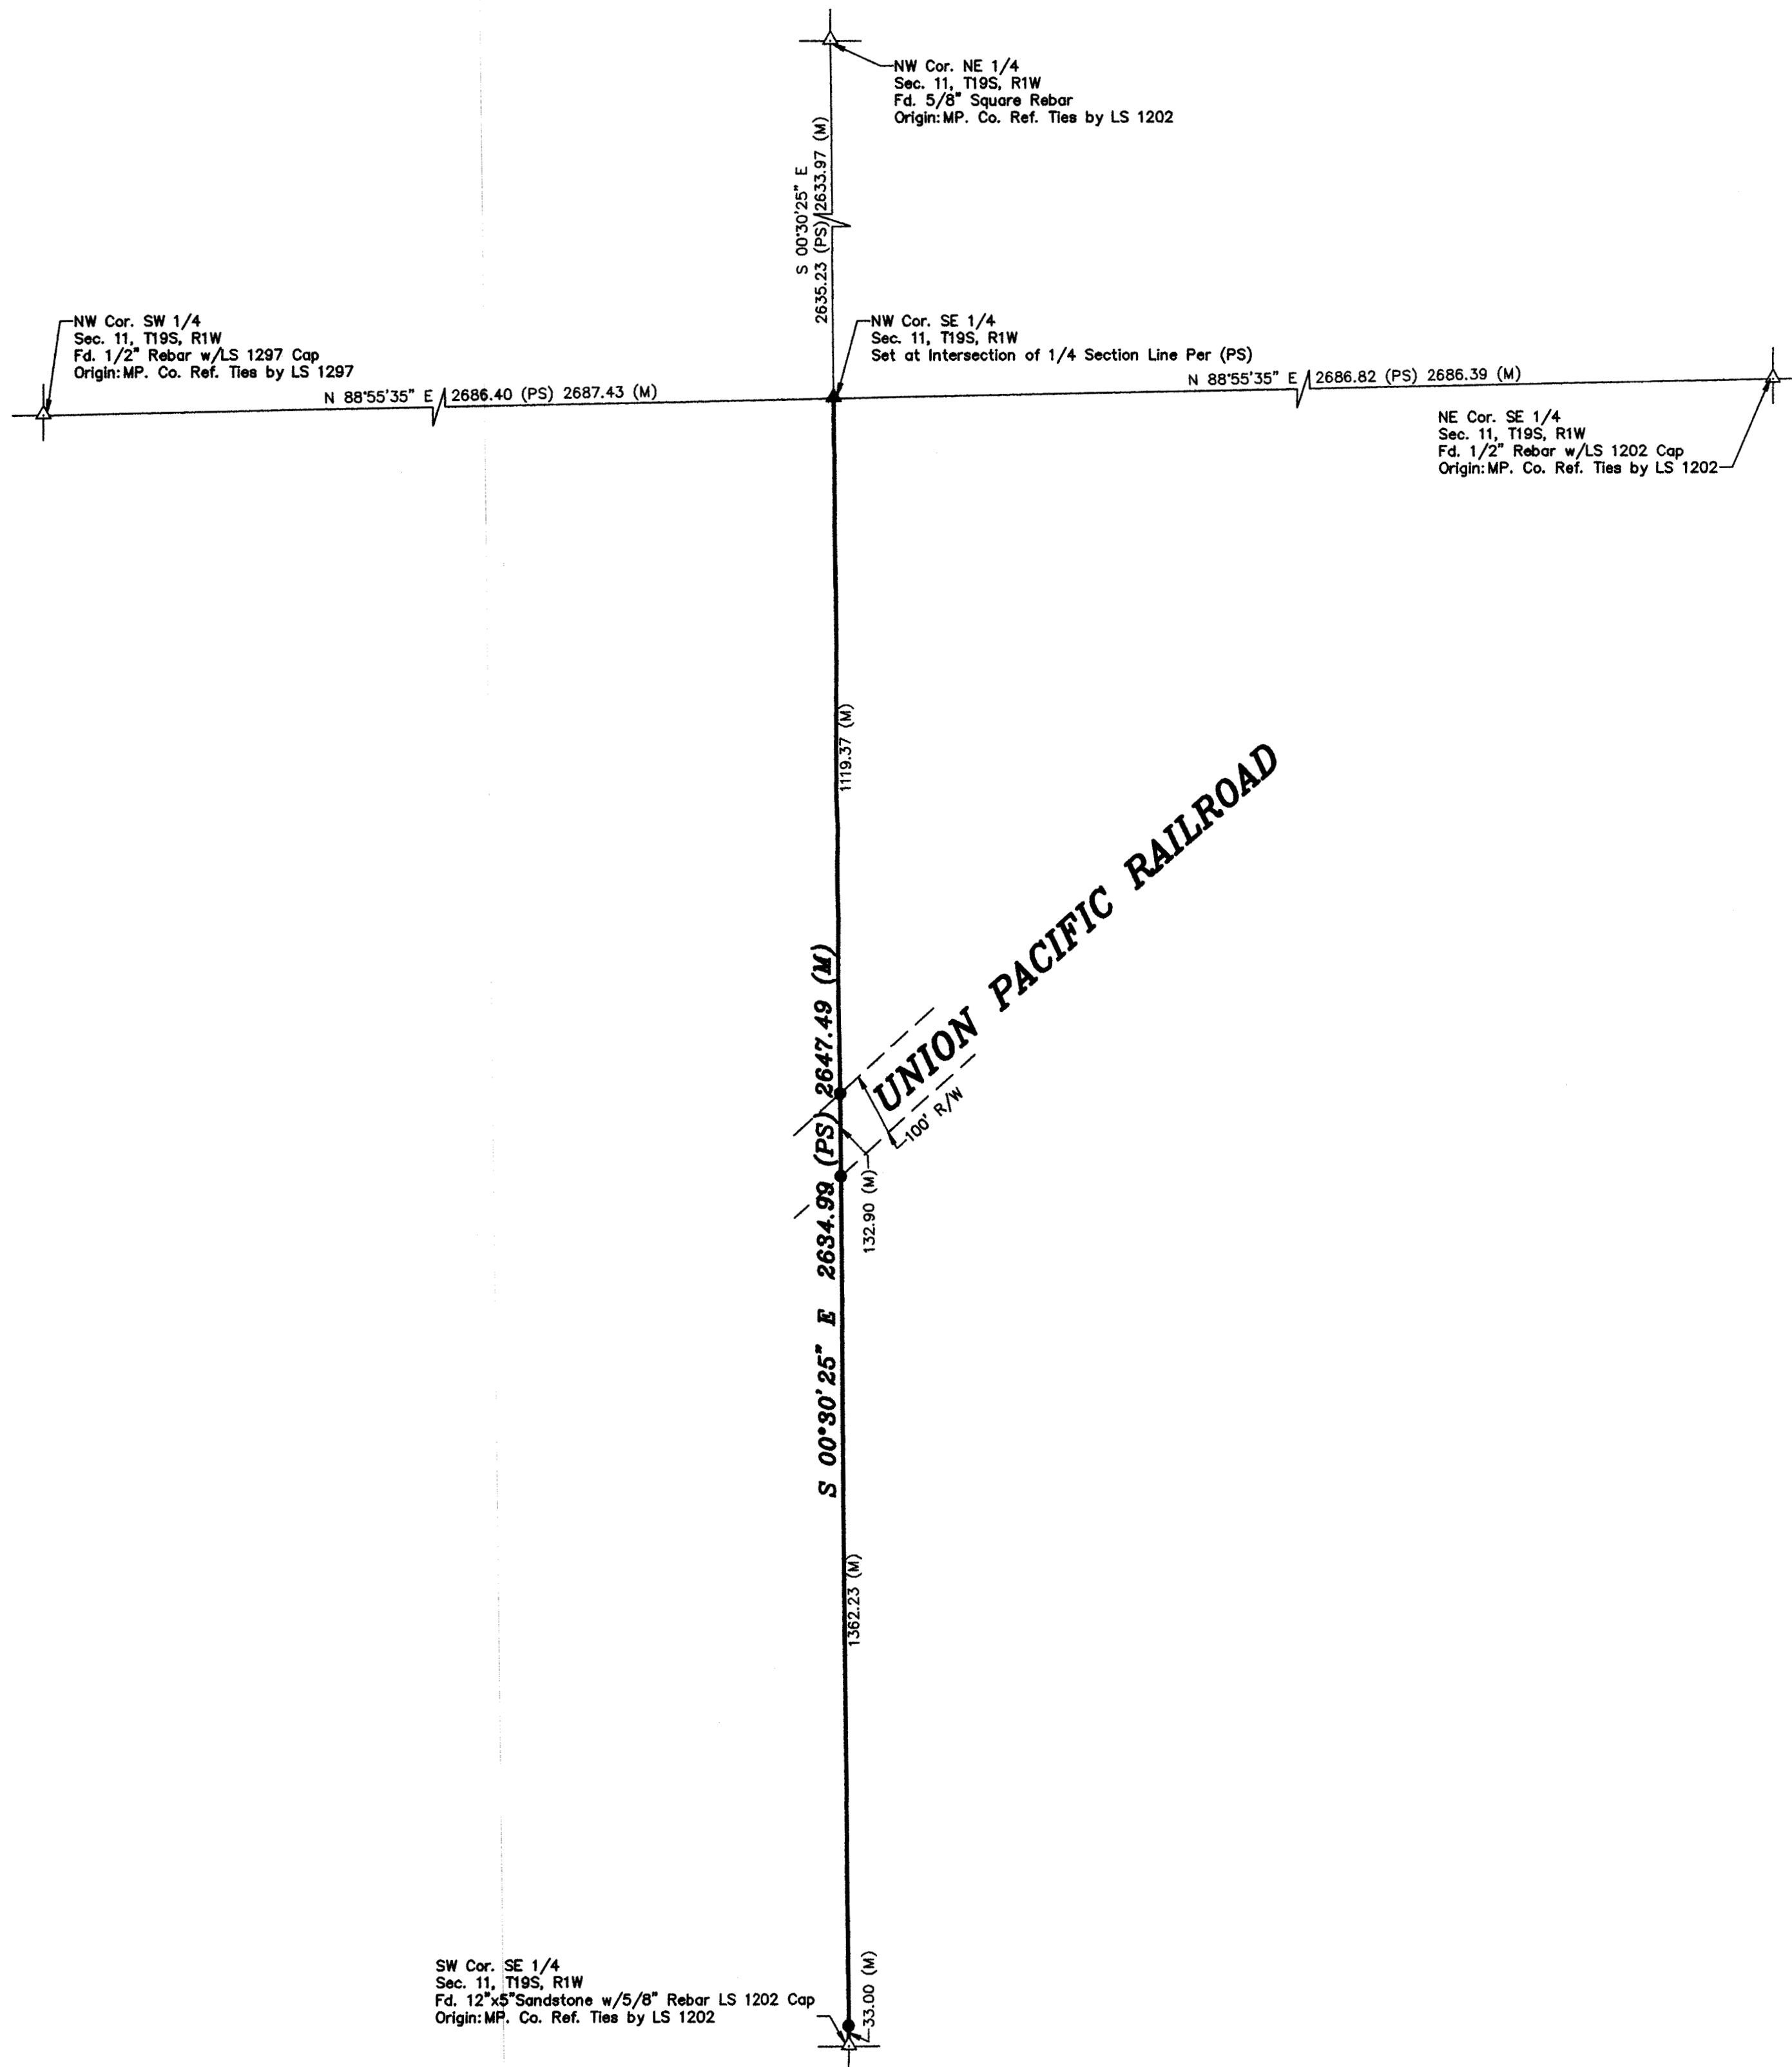 NW Cor. NE 1/4
Sec. 11, T19S, R1W
Fd. 5/8" Square Rebar
Origin: MP. Co. Ref. Ties by LS 1202
S 00°30'25" E
2635.23 (PS) 2633.97 (M)
NW Cor. SW 1/4
Sec. 11, T19S, R1W
Fd. 1/2" Rebar w/LS 1297 Cap
Origin: MP. Co. Ref. Ties by LS 1297
NW Cor. SE 1/4
Sec. 11, T19S, R1W
Set at Intersection of 1/4 Section Line Per (PS)
N 88°55'35" E 2686.40 (PS) 2687.43 (M)
N 88°55'35" E 2686.82 (PS) 2686.39 (M)
NE Cor. SE 1/4
Sec. 11, T19S, R1W
Fd. 1/2" Rebar w/LS 1202 Cap
Origin: MP. Co. Ref. Ties by LS 1202
1119.37 (M)
UNION PACIFIC RAILROAD
100' R/W
132.90 (M)
S 00°30'25" E 2634.99 (PS) 2647.49 (M)
1362.23 (M)
SW Cor. SE 1/4
Sec. 11, T19S, R1W
Fd. 12"x5"Sandstone w/5/8" Rebar LS 1202 Cap
Origin: MP. Co. Ref. Ties by LS 1202
33.00 (M)